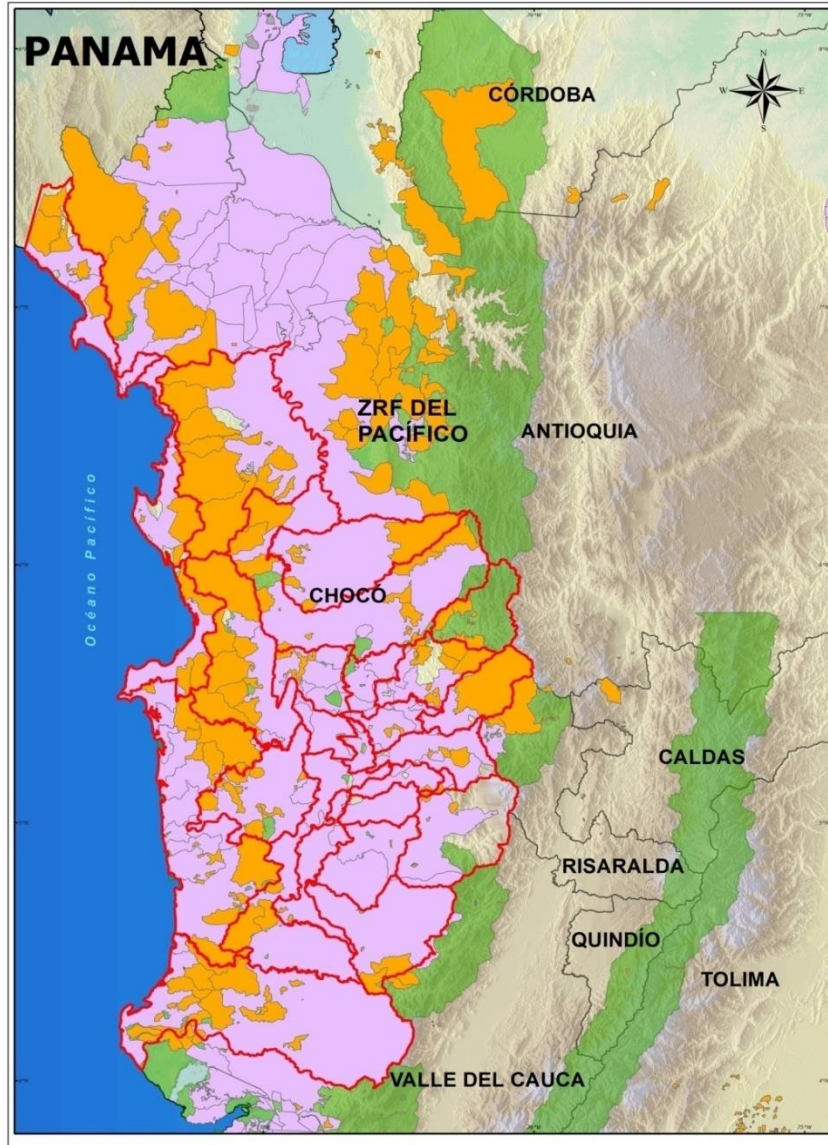 PANAMA
N
W
E
S
CÓRDOBA
ZRF DEL
PACÍFICO
ANTIOQUIA
Océano Pacífico
CHOCÓ
CALDAS
RISARALDA
QUINDÍO
TOLIMA
VALLE DEL CAUCA